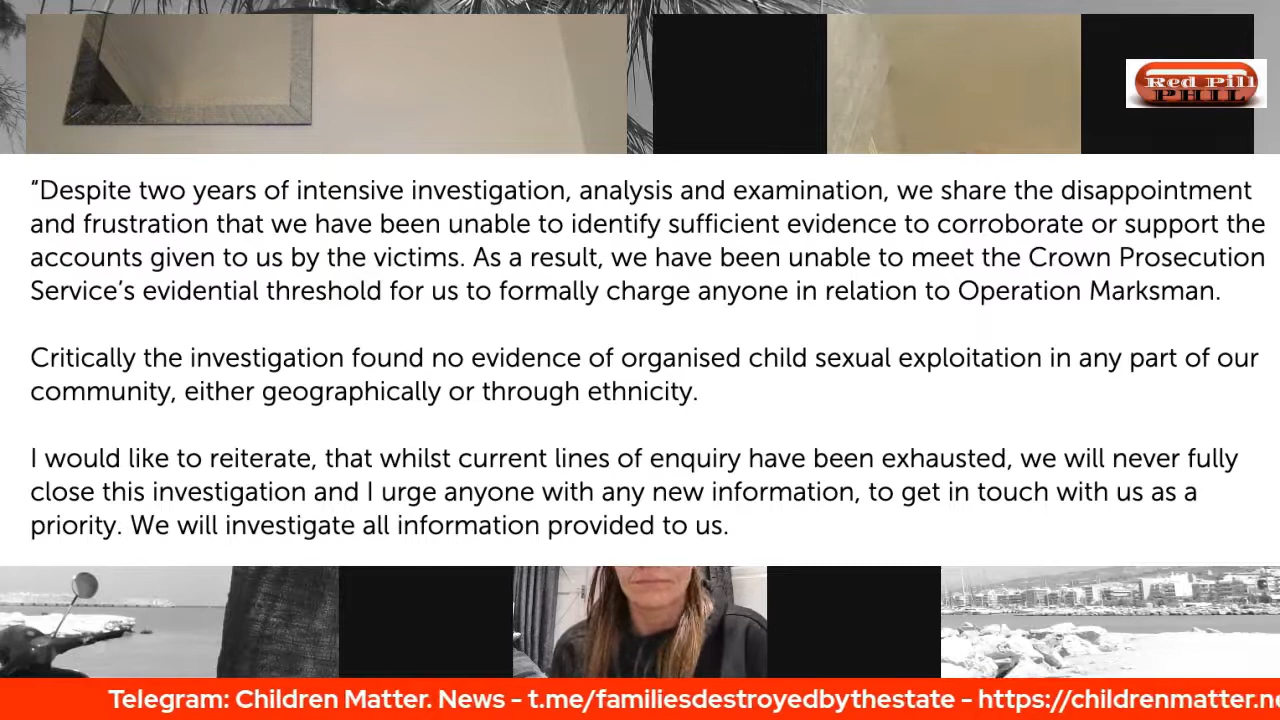 Red Pill
PHIL
“Despite two years of intensive investigation, analysis and examination, we share the disappointment
and frustration that we have been unable to identify sufficient evidence to corroborate or support the
accounts given to us by the victims. As a result, we have been unable to meet the Crown Prosecution
Service’s evidential threshold for us to formally charge anyone in relation to Operation Marksman.
Critically the investigation found no evidence of organised child sexual exploitation in any part of our
community, either geographically or through ethnicity.
I would like to reiterate, that whilst current lines of enquiry have been exhausted, we will never fully
close this investigation and I urge anyone with any new information, to get in touch with us as a
priority. We will investigate all information provided to us.
Telegram: Children Matter. News - t.me/familiesdestroyedbythestate - https://childrenmatter.ne